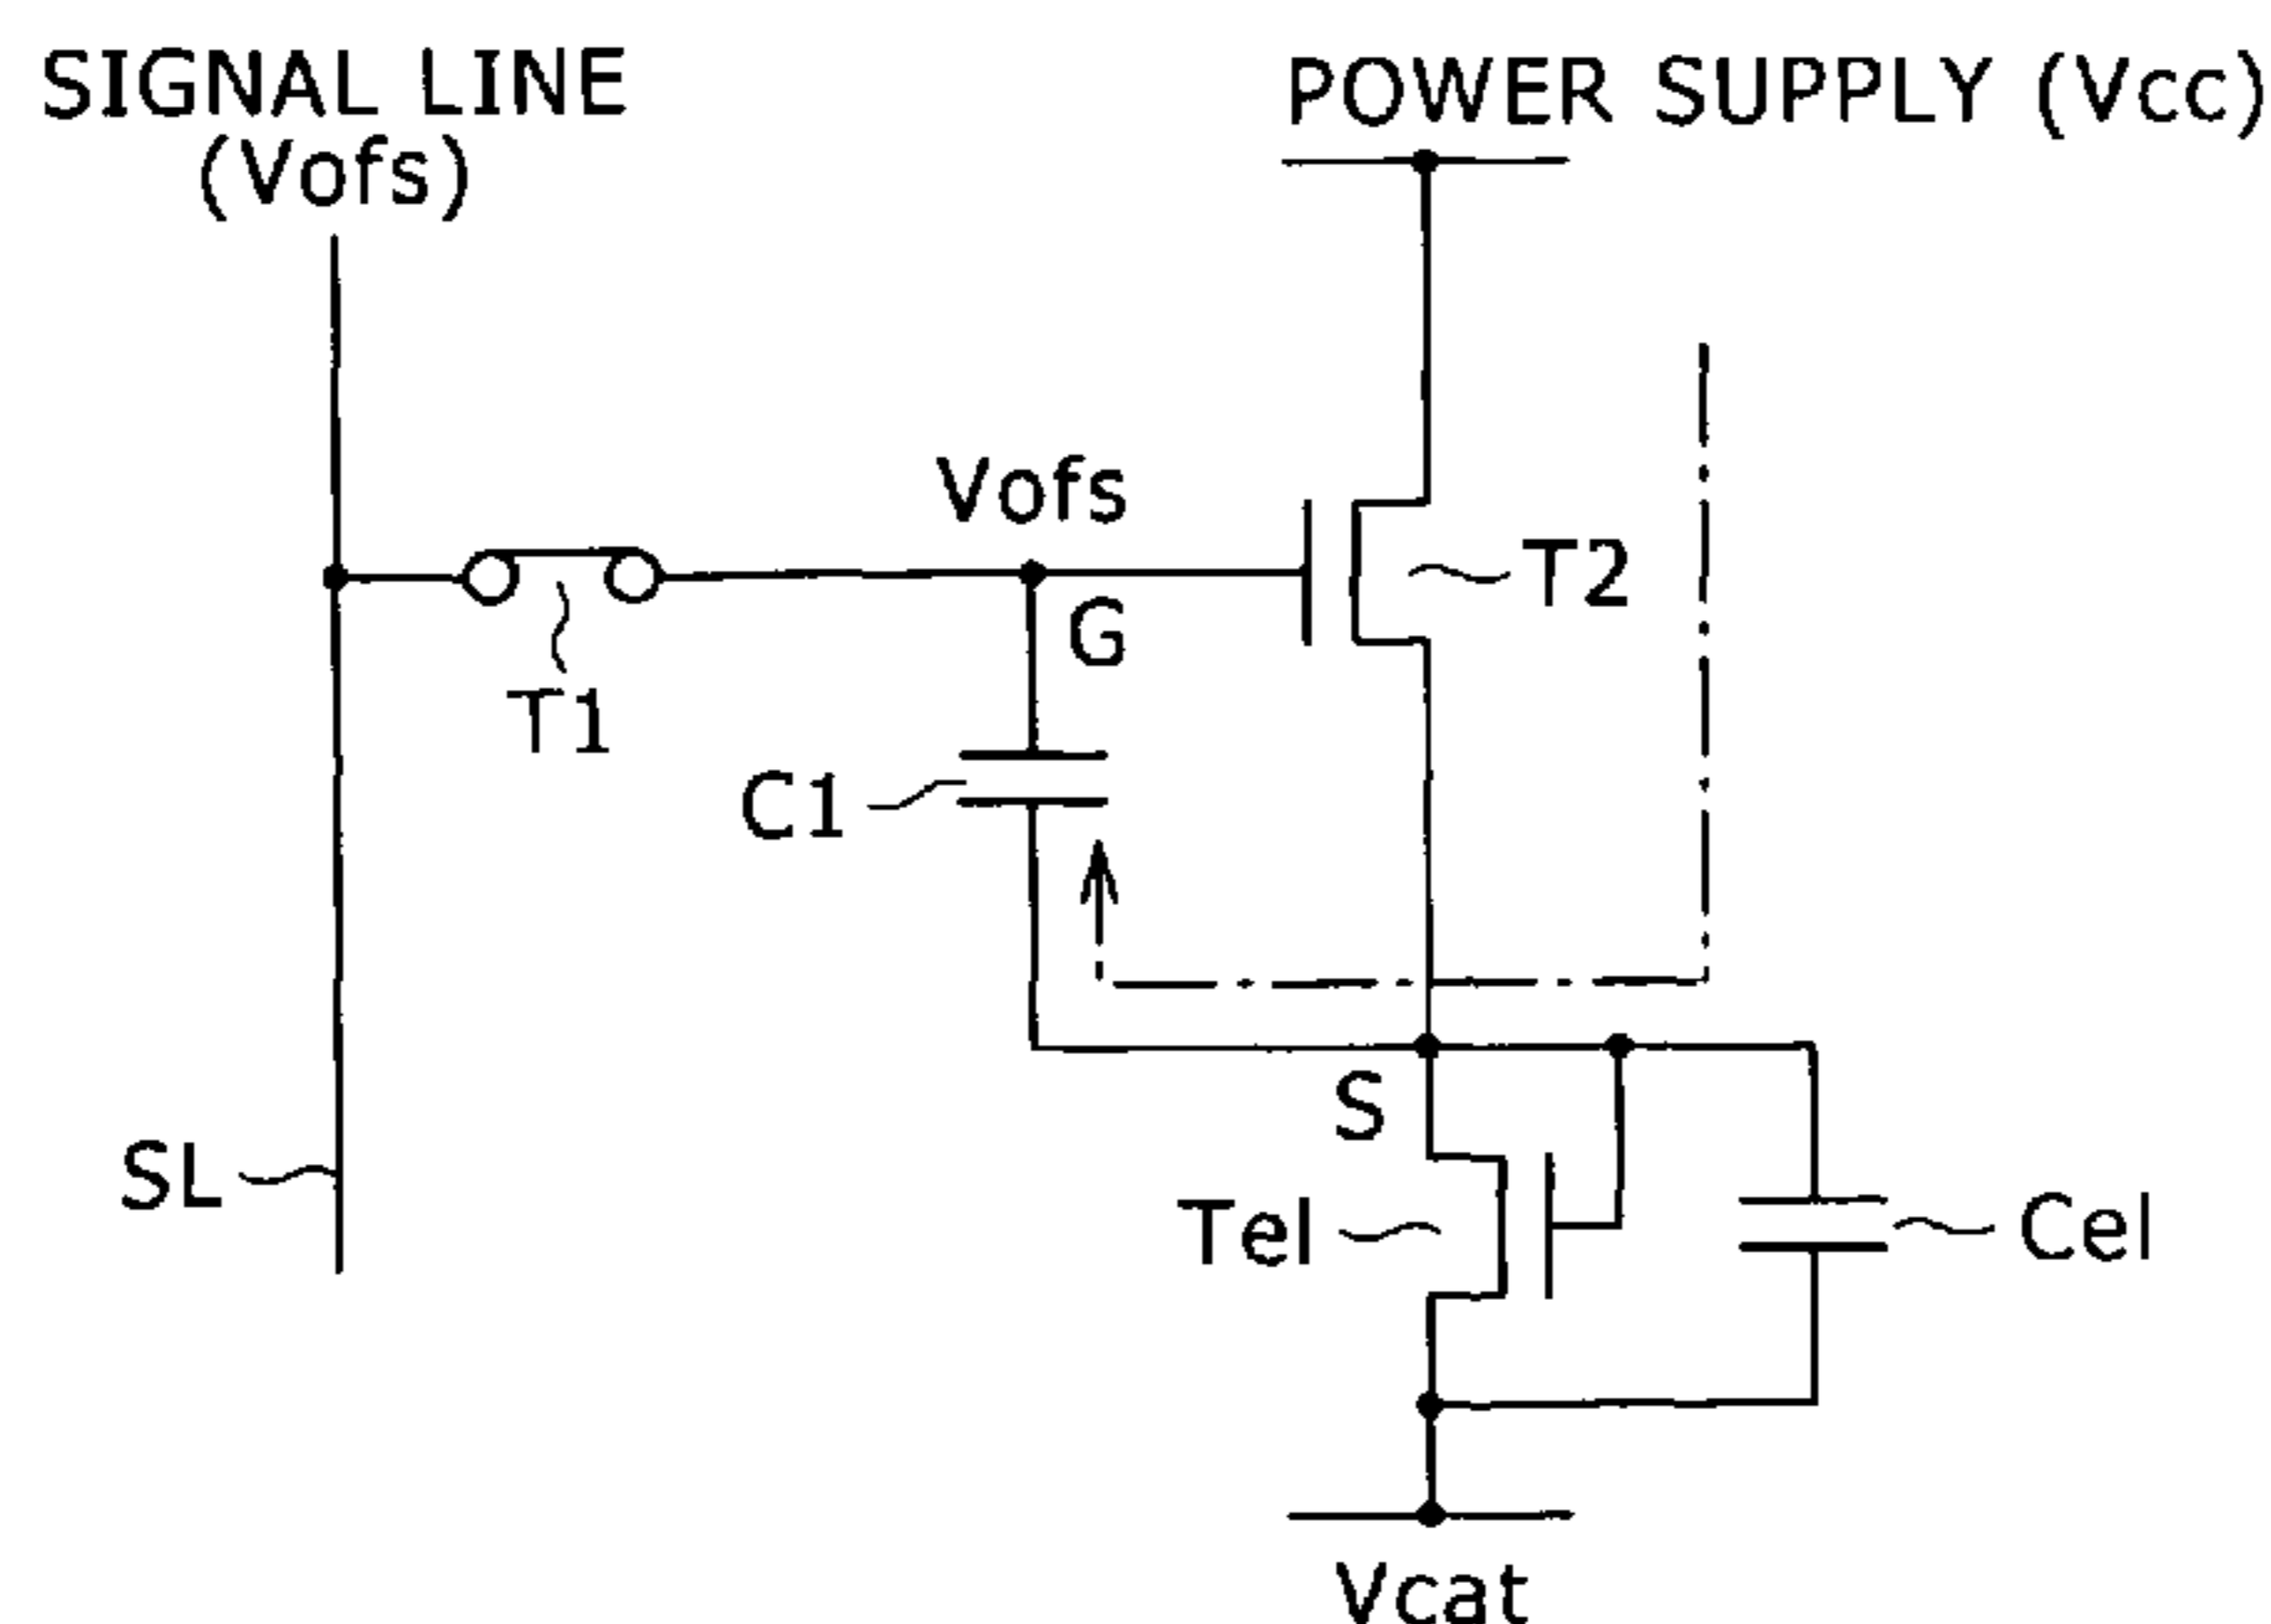 SIGNAL LINE
(Vofs)
POWER SUPPLY (Vcc)
Vofs
T2
G
T1
C1
S
SL
Tel
Cel
Vcat